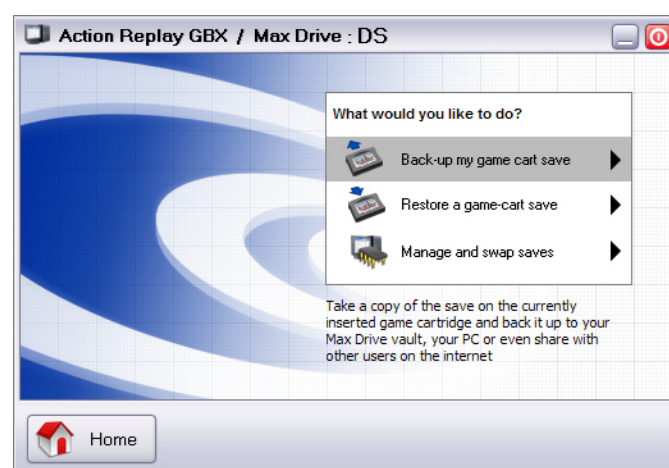 Action Replay GBX / Max Drive : DS
What would you like to do?
Back-up my game cart save
Restore a game-cart save
Manage and swap saves
Take a copy of the save on the currently
inserted game cartridge and back it up to your
Max Drive vault, your PC or even share with
other users on the internet
Home